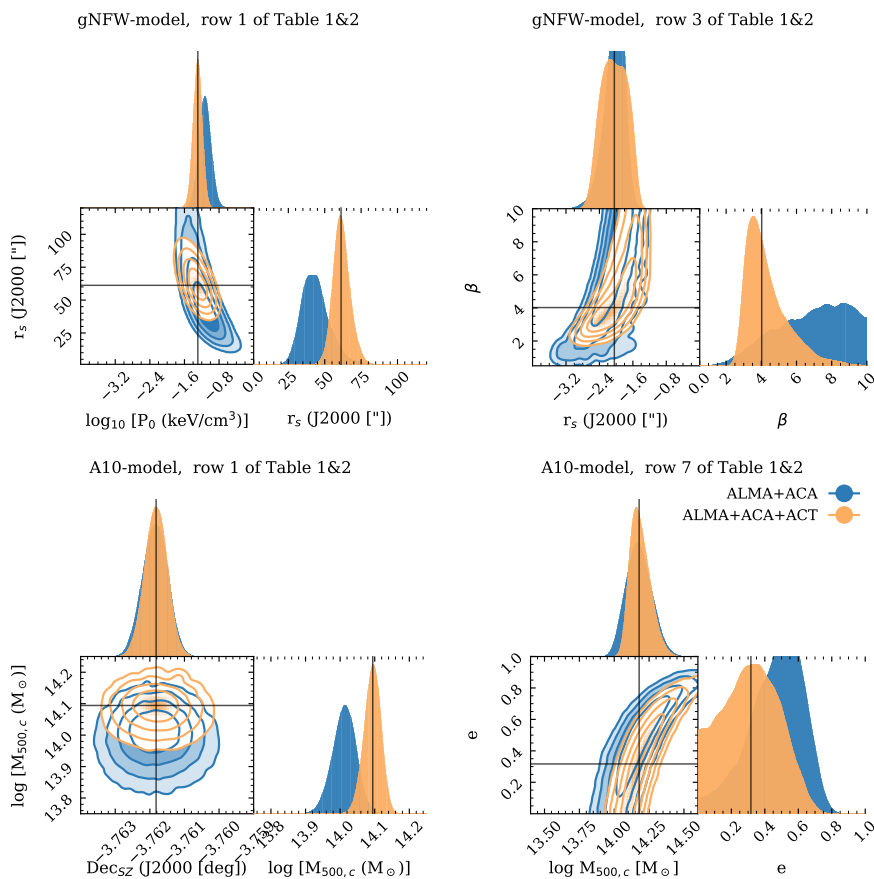 gNFW-model, row 1 of Table 1&2
gNFW-model, row 3 of Table 1&2
r_s (J2000 ["])
100
75
50
25
−3.2 −2.4 −1.6 −0.8 0.0
log₁₀ [P₀ (keV/cm³)]
25 50 75 100
r_s (J2000 ["])
β
10
8
6
4
2
−3.2 −2.4 −1.6 −0.8 0.0
r_s (J2000 ["])
2 4 6 8 10
β
A10-model, row 1 of Table 1&2
A10-model, row 7 of Table 1&2
ALMA+ACA
ALMA+ACA+ACT
log [M₅₀₀,c (M⊙)]
14.2
14.1
14.0
13.9
13.8
−3.763 −3.762 −3.761 −3.760 −3.759
Dec_SZ (J2000 [deg])
13.8 13.9 14.0 14.1 14.2
log [M₅₀₀,c (M⊙)]
e
1.0
0.8
0.6
0.4
0.2
13.50 13.75 14.00 14.25 14.50
log M₅₀₀,c [M⊙]
0.2 0.4 0.6 0.8 1.0
e